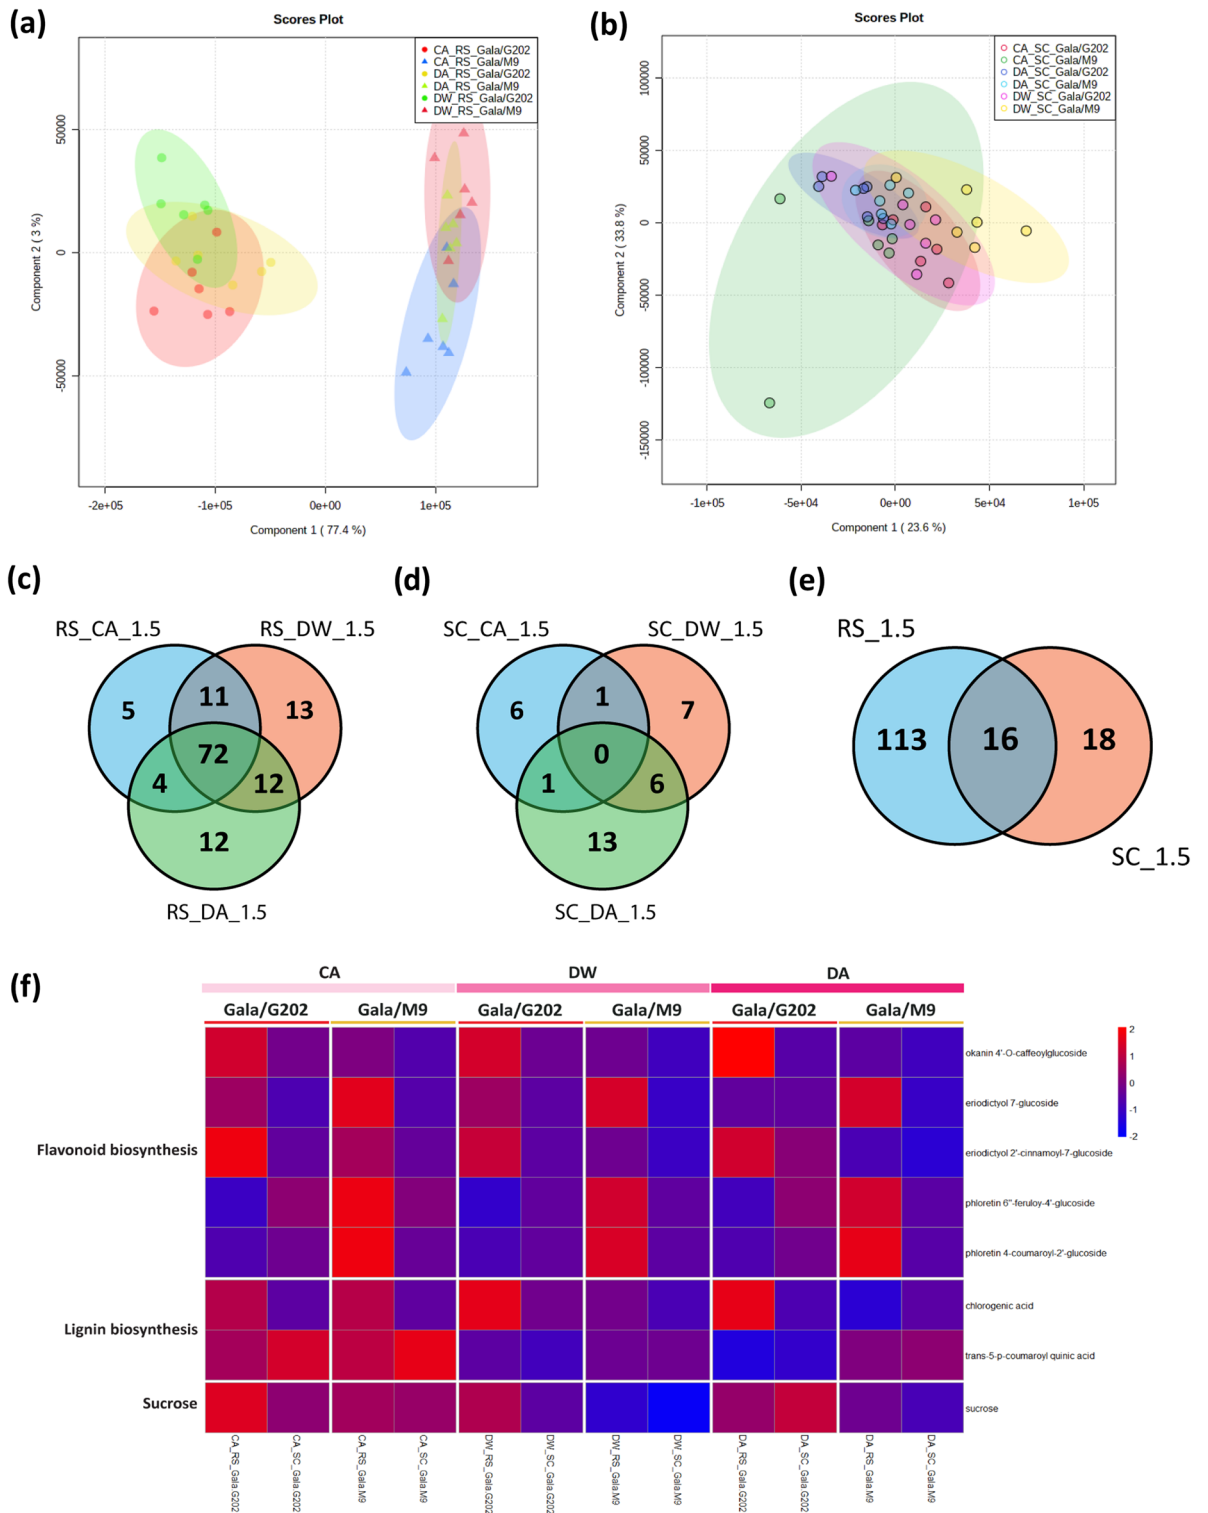 (a)
Scores Plot
CA_RS_Gala/G202
CA_RS_Gala/M9
DA_RS_Gala/G202
DA_RS_Gala/M9
DW_RS_Gala/G202
DW_RS_Gala/M9
Component 2 ( 3 %)
50000
0
-50000
-2e+05
-1e+05
0e+00
1e+05
Component 1 ( 77.4 %)
(b)
Scores Plot
CA_SC_Gala/G202
CA_SC_Gala/M9
DA_SC_Gala/G202
DA_SC_Gala/M9
DW_SC_Gala/G202
DW_SC_Gala/M9
Component 2 ( 33.8 %)
100000
50000
0
-50000
-100000
-150000
-1e+05
-5e+04
0e+00
5e+04
1e+05
Component 1 ( 23.6 %)
(c)
RS_CA_1.5
RS_DW_1.5
5
11
13
72
4
12
12
RS_DA_1.5
(d)
SC_CA_1.5
SC_DW_1.5
6
1
7
0
1
6
13
SC_DA_1.5
(e)
RS_1.5
113
16
18
SC_1.5
(f)
CA
DW
DA
Gala/G202
Gala/M9
Gala/G202
Gala/M9
Gala/G202
Gala/M9
Flavonoid biosynthesis
Lignin biosynthesis
Sucrose
okanin 4'-O-caffeoylglucoside
eriodictyol 7-glucoside
eriodictyol 2'-cinnamoyl-7-glucoside
phloretin 6''-feruloy-4'-glucoside
phloretin 4-coumaroyl-2'-glucoside
chlorogenic acid
trans-5-p-coumaroyl quinic acid
sucrose
2
1
0
-1
-2
CA_RS_Gala.G202
CA_SC_Gala.G202
CA_RS_Gala.M9
CA_SC_Gala.M9
DW_RS_Gala.G202
DW_SC_Gala.G202
DW_RS_Gala.M9
DW_SC_Gala.M9
DA_RS_Gala.G202
DA_SC_Gala.G202
DA_RS_Gala.M9
DA_SC_Gala.M9